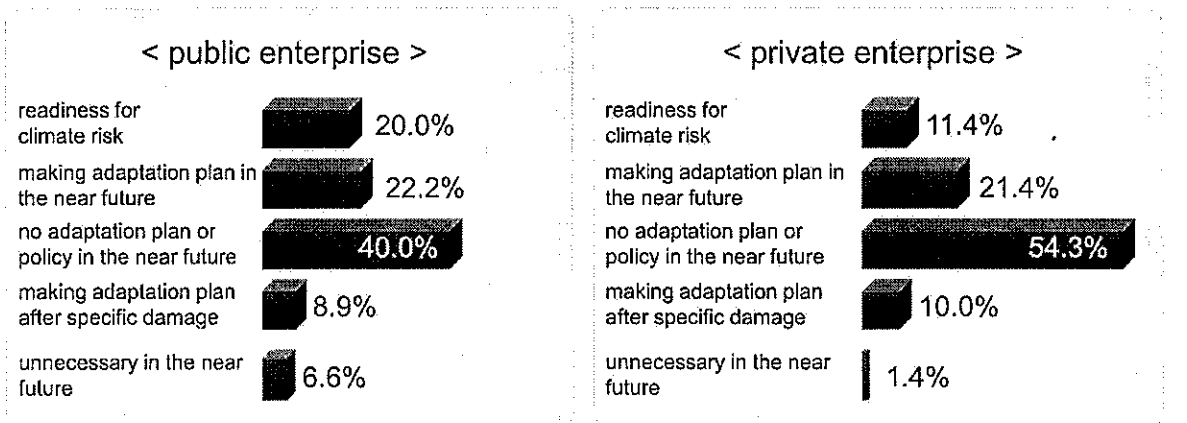 < public enterprise >
readiness for
climate risk
20.0%
making adaptation plan in
the near future
22.2%
no adaptation plan or
policy in the near future
40.0%
making adaptation plan
after specific damage
8.9%
unnecessary in the near
future
6.6%
< private enterprise >
readiness for
climate risk
11.4%
making adaptation plan in
the near future
21.4%
no adaptation plan or
policy in the near future
54.3%
making adaptation plan
after specific damage
10.0%
unnecessary in the near
future
1.4%